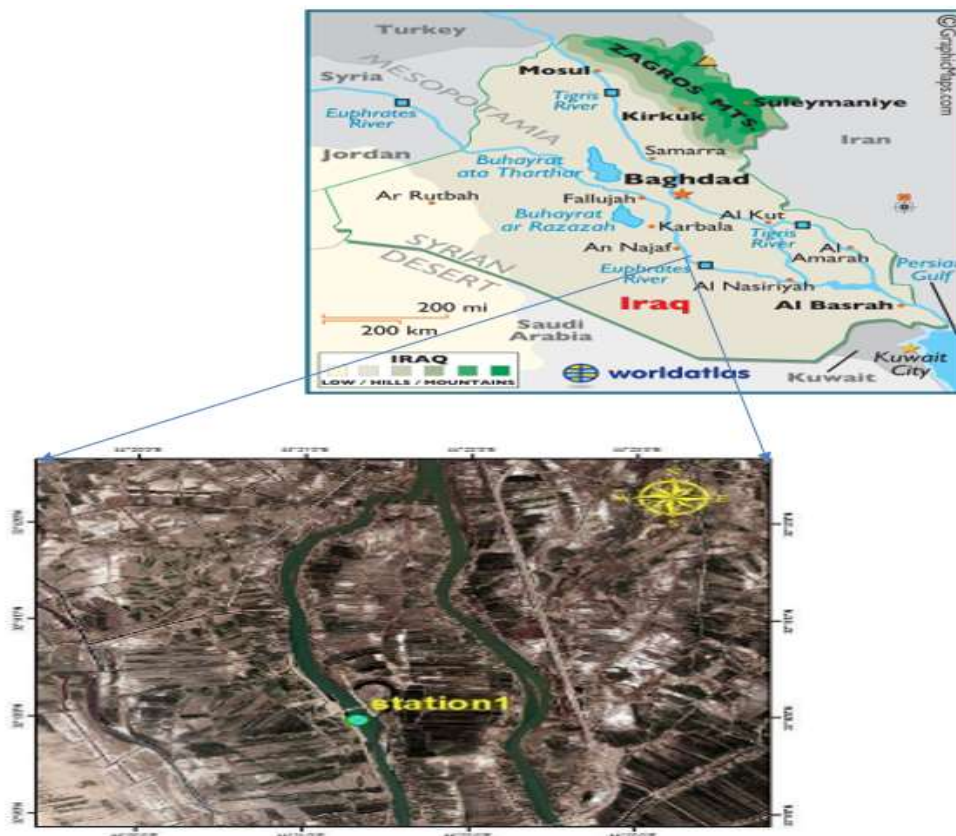 ©GraphicMaps.com
Turkey
ZAGROS MTS.
Mosul
Syria
MESOPOTAMIA
Tigris
River
Suleymaniye
Euphrates
River
Kirkuk
Iran
Samarra
Jordan
Buhayrat
ata Tharthar
Baghdad
Ar Rutbah
Fallujah
Al Kut
Buhayrat
ar Razazah
Karbala
Tigris
River
Al
Amarah
An Najaf
SYRIAN
DESERT
Persian
Gulf
Euphrates
River
Al Nasiriyah
Iraq
Al Basrah
200 mi
200 km
Saudi
Arabia
Kuwait
City
IRAQ
LOW / HILLS / MOUNTAINS
worldatlas
Kuwait
station1